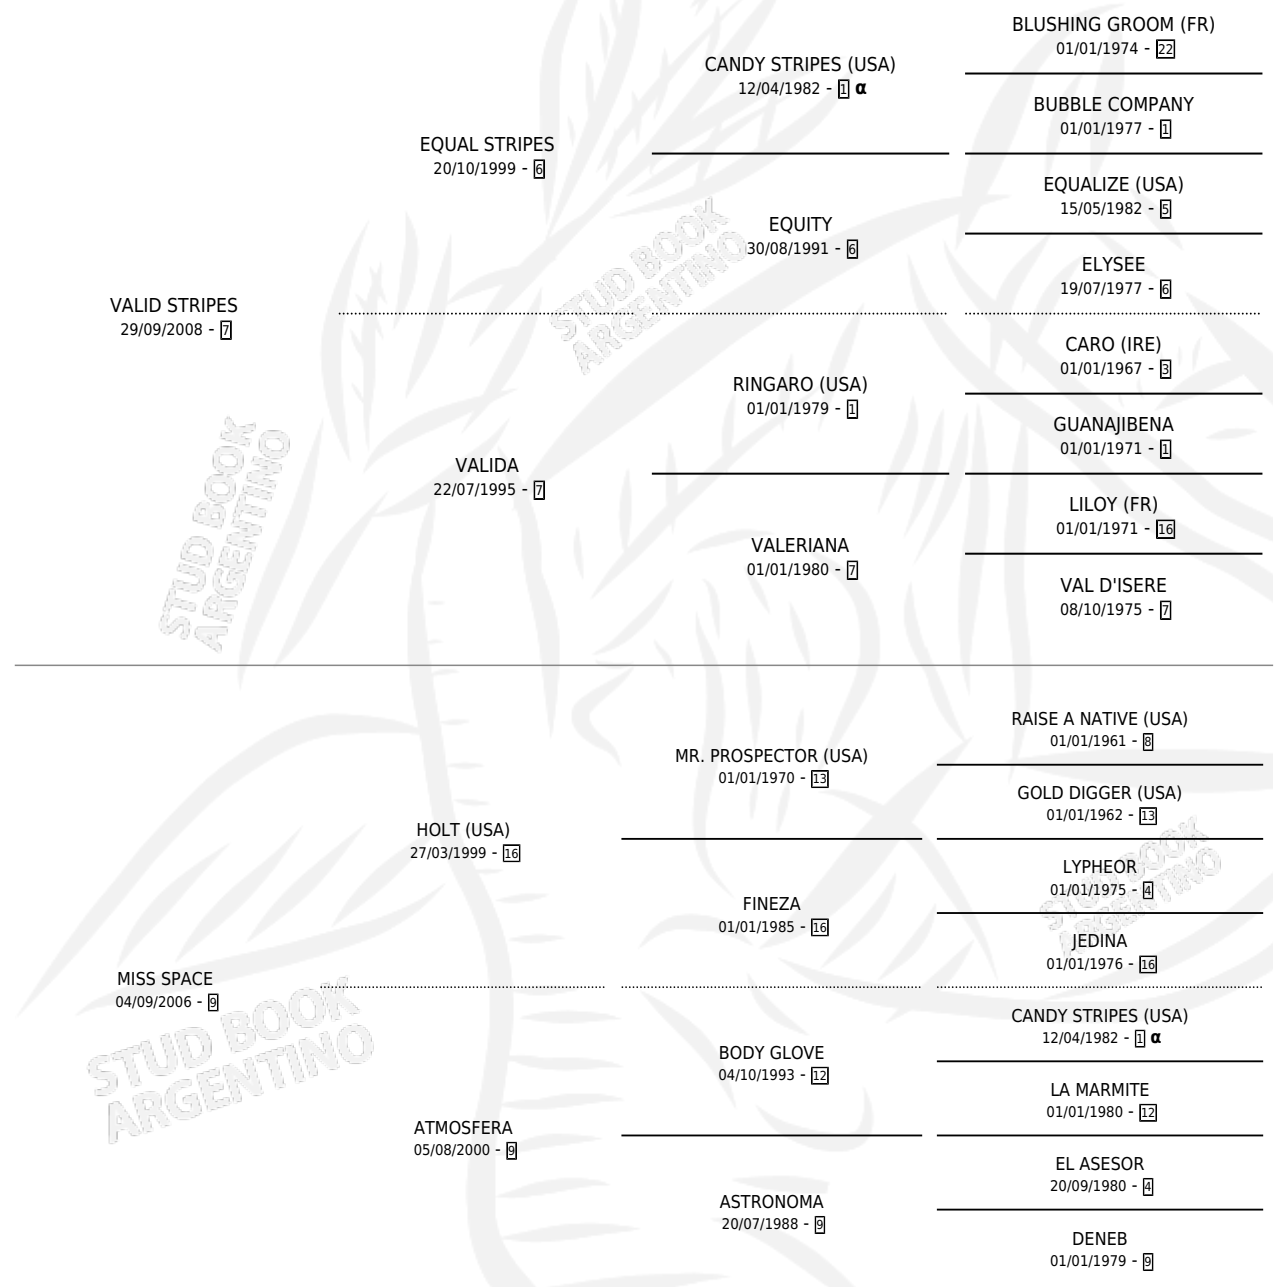 BLUSHING GROOM (FR)
01/01/1974 - 22
CANDY STRIPES (USA)
12/04/1982 - 1 α
BUBBLE COMPANY
01/01/1977 - 1
EQUAL STRIPES
20/10/1999 - 6
EQUALIZE (USA)
15/05/1982 - 5
EQUITY
30/08/1991 - 6
ELYSEE
19/07/1977 - 6
VALID STRIPES
29/09/2008 - 7
CARO (IRE)
01/01/1967 - 3
RINGARO (USA)
01/01/1979 - 1
GUANAJIBENA
01/01/1971 - 1
VALIDA
22/07/1995 - 7
LILOY (FR)
01/01/1971 - 16
VALERIANA
01/01/1980 - 7
VAL D'ISERE
08/10/1975 - 7
STUD BOOK
ARGENTINO
STUD BOOK
ARGENTINO
RAISE A NATIVE (USA)
01/01/1961 - 8
MR. PROSPECTOR (USA)
01/01/1970 - 13
GOLD DIGGER (USA)
01/01/1962 - 13
HOLT (USA)
27/03/1999 - 16
LYPHEOR
01/01/1975 - 4
FINEZA
01/01/1985 - 16
JEDINA
01/01/1976 - 16
MISS SPACE
04/09/2006 - 9
CANDY STRIPES (USA)
12/04/1982 - 1 α
BODY GLOVE
04/10/1993 - 12
LA MARMITE
01/01/1980 - 12
ATMOSFERA
05/08/2000 - 9
EL ASESOR
20/09/1980 - 4
ASTRONOMA
20/07/1988 - 9
DENEB
01/01/1979 - 9
STUD BOOK
ARGENTINO
STUD BOOK
ARGENTINO